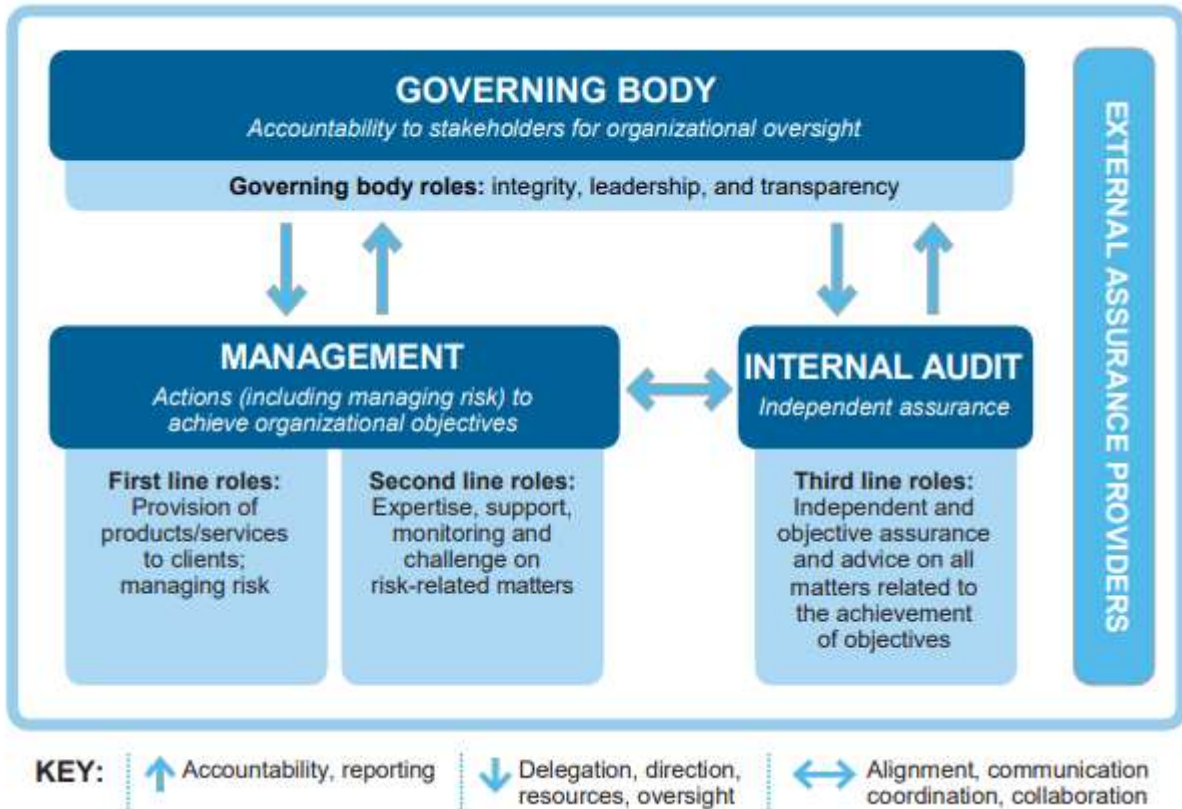 GOVERNING BODY
Accountability to stakeholders for organizational oversight
Governing body roles: integrity, leadership, and transparency
MANAGEMENT
Actions (including managing risk) to
achieve organizational objectives
First line roles:
Provision of
products/services
to clients;
managing risk
Second line roles:
Expertise, support,
monitoring and
challenge on
risk-related matters
INTERNAL AUDIT
Independent assurance
Third line roles:
Independent and
objective assurance
and advice on all
matters related to
the achievement
of objectives
EXTERNAL ASSURANCE PROVIDERS
KEY:
Accountability, reporting
Delegation, direction,
resources, oversight
Alignment, communication
coordination, collaboration